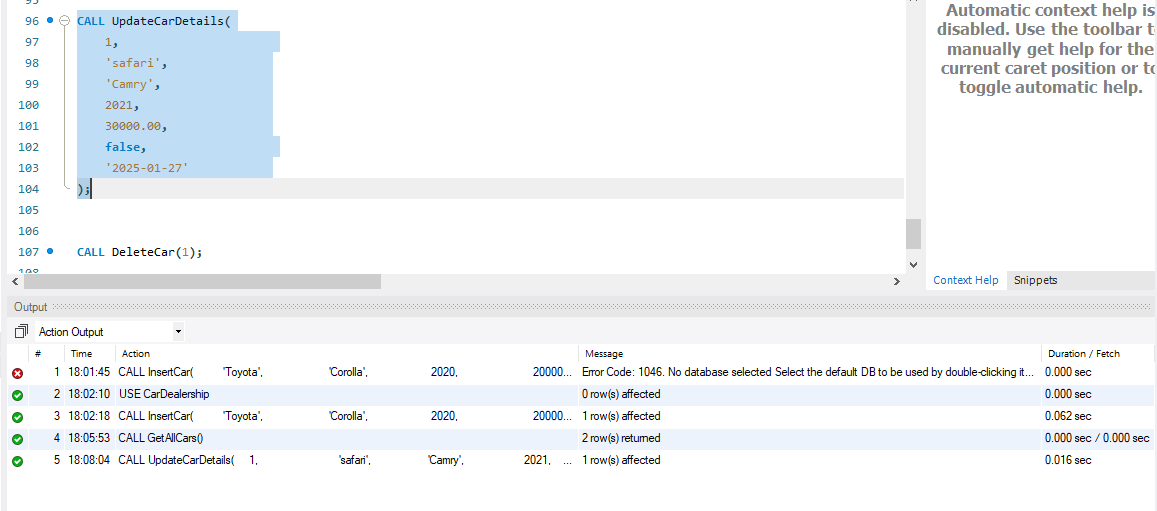 95
96 CALL UpdateCarDetails(
97 1,
98 'safari',
99 'Camry',
100 2021,
101 30000.00,
102 false,
103 '2025-01-27'
104 );
105
106
107 CALL DeleteCar(1);
108
Automatic context help is
disabled. Use the toolbar t
manually get help for the
current caret position or to
toggle automatic help.
Context Help Snippets
Output
Action Output
# Time Action Message Duration / Fetch
1 18:01:45 CALL InsertCar( 'Toyota', 'Corolla', 2020, 20000... Error Code: 1046. No database selected Select the default DB to be used by double-clicking it... 0.000 sec
2 18:02:10 USE CarDealership 0 row(s) affected 0.000 sec
3 18:02:18 CALL InsertCar( 'Toyota', 'Corolla', 2020, 20000... 1 row(s) affected 0.062 sec
4 18:05:53 CALL GetAllCars() 2 row(s) returned 0.000 sec / 0.000 sec
5 18:08:04 CALL UpdateCarDetails( 1, 'safari', 'Camry', 2021, ... 1 row(s) affected 0.016 sec